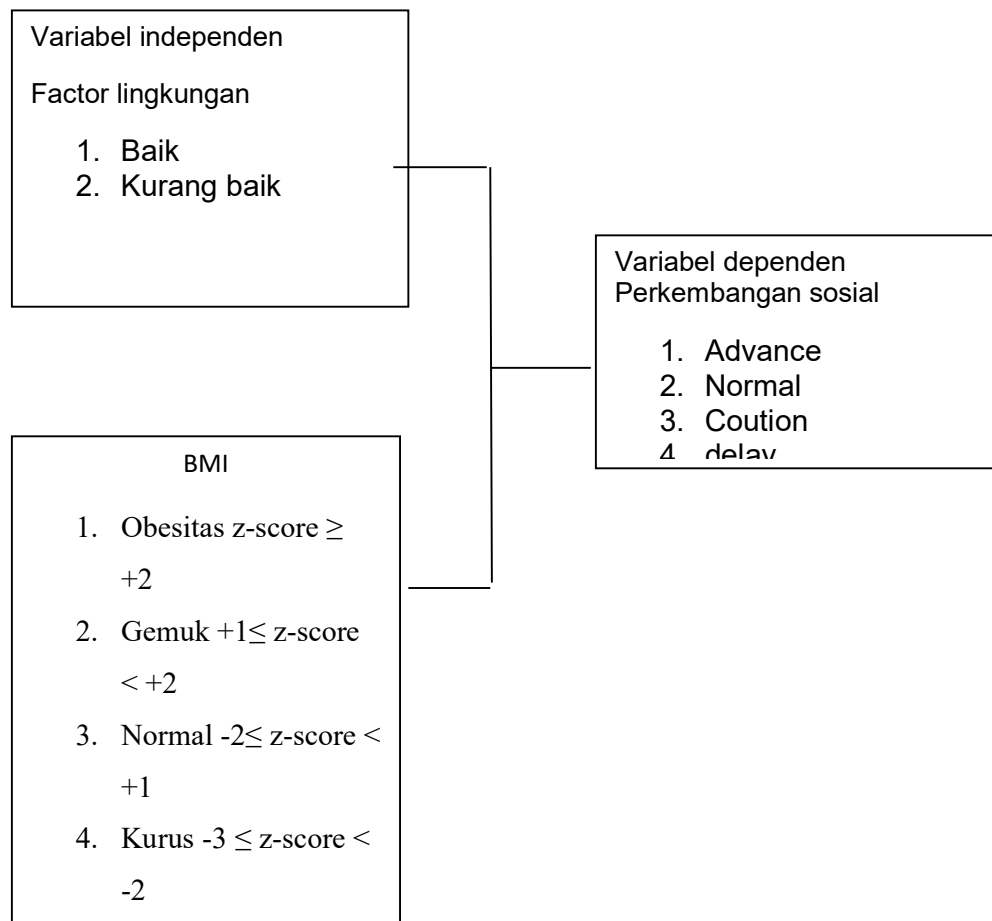 Variabel independen
Factor lingkungan
1. Baik
2. Kurang baik
Variabel dependen
Perkembangan sosial
1. Advance
2. Normal
3. Coution
4. delay
BMI
1. Obesitas z-score ≥
+2
2. Gemuk +1≤ z-score
< +2
3. Normal -2≤ z-score <
+1
4. Kurus -3 ≤ z-score <
-2